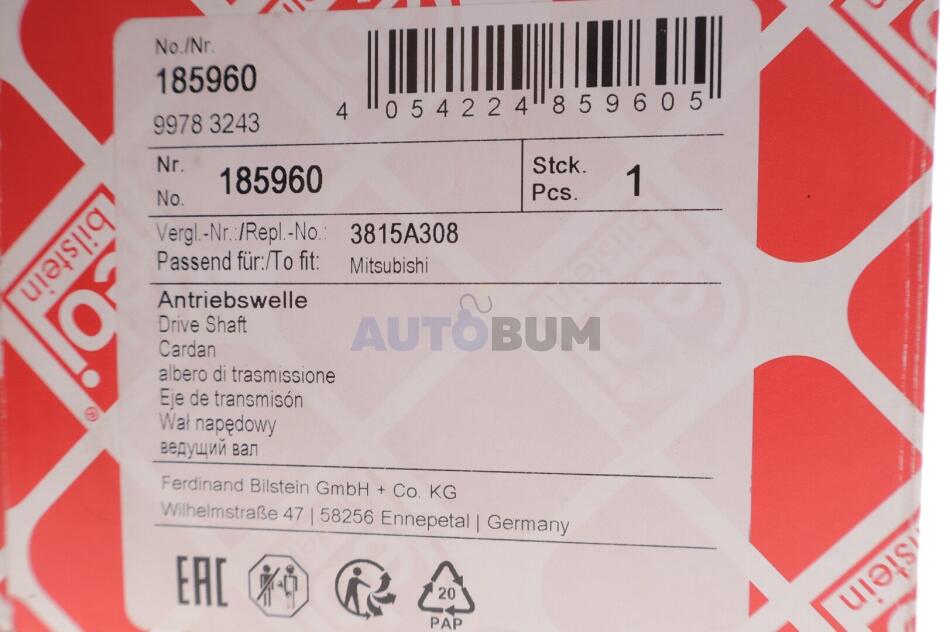 No./Nr.
185960
9978 3243
4 054224 859605
Nr.
No. 185960
Stck.
Pcs. 1
Vergl.-Nr.:/Repl.-No.: 3815A308
Passend für:/To fit: Mitsubishi
Antriebswelle
Drive Shaft
Cardan
albero di trasmissione
Eje de transmisón
Wał napędowy
ведущий вал
AUTOBUM
Ferdinand Bilstein GmbH + Co. KG
Wilhelmstraße 47 | 58256 Ennepetal | Germany
EAC
20
PAP
bilstein
®
bilstein